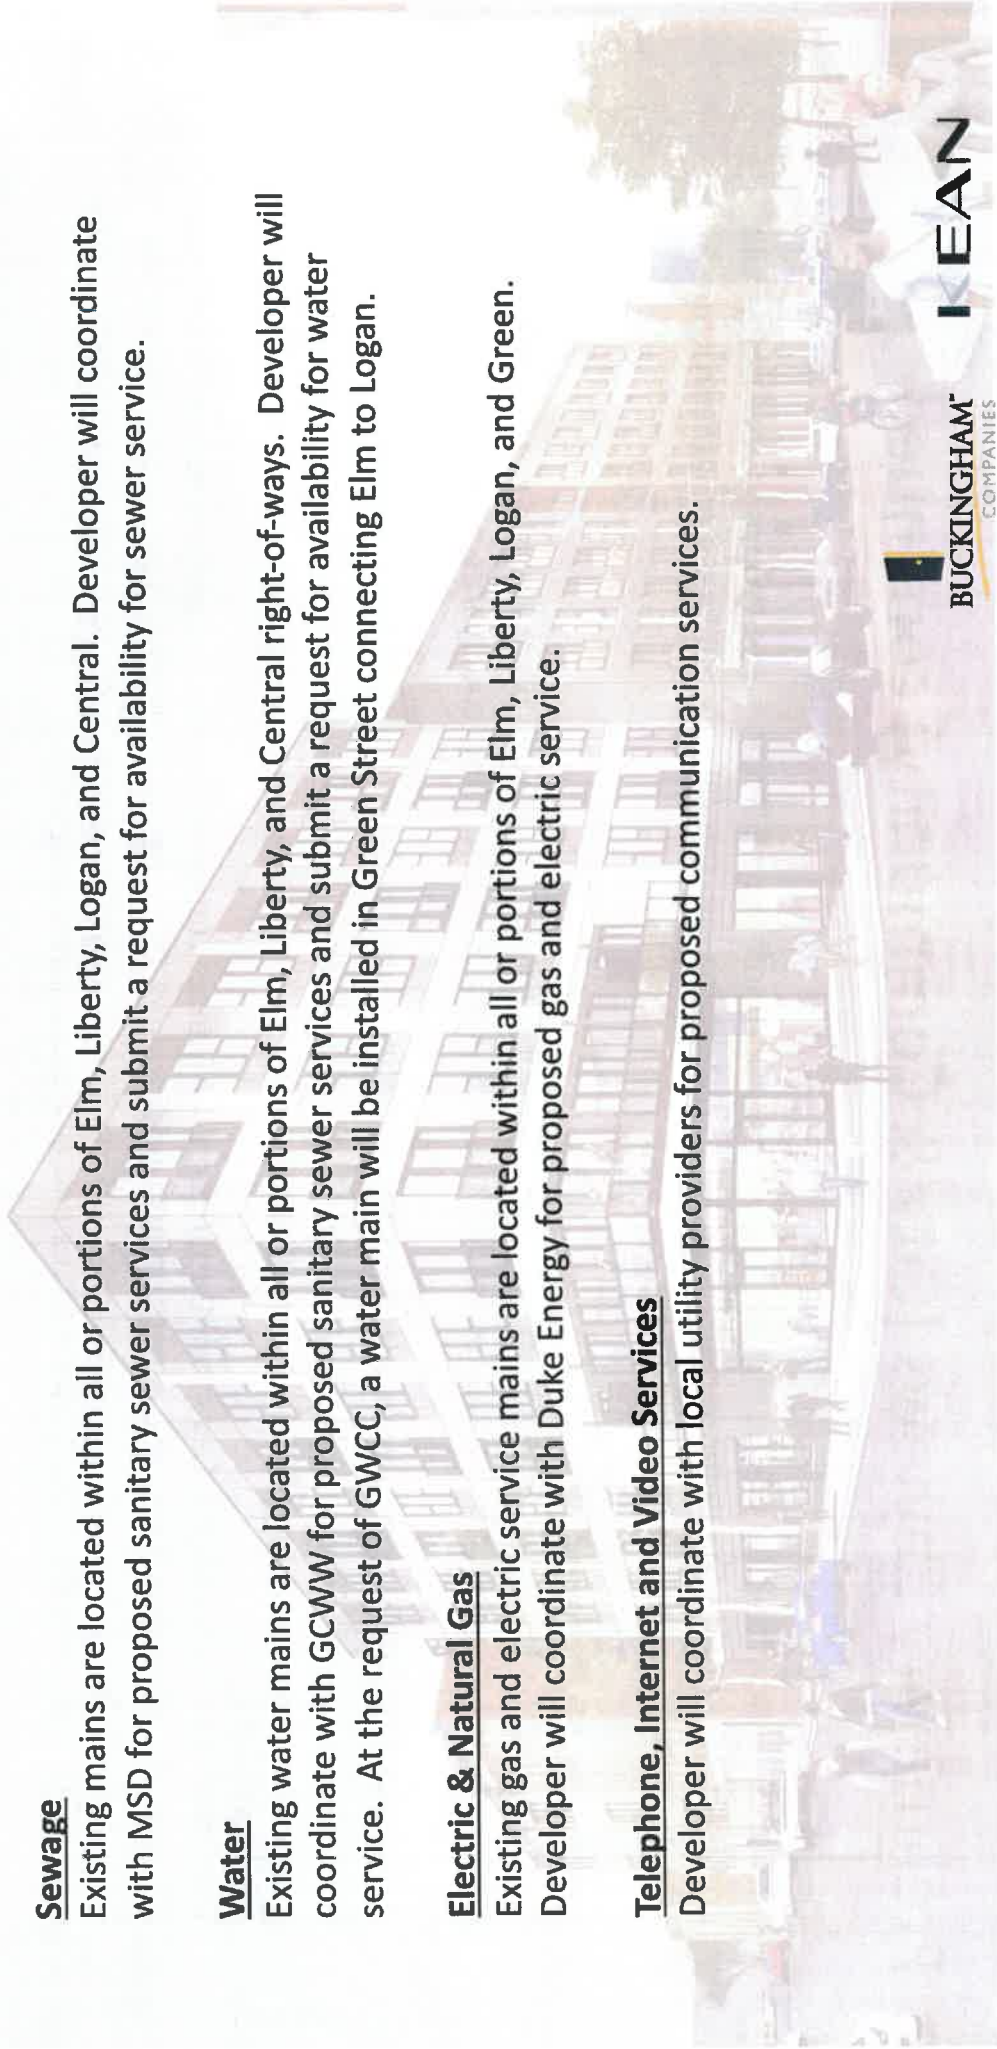 Sewage
Existing mains are located within all or portions of Elm, Liberty, Logan, and Central. Developer will coordinate
with MSD for proposed sanitary sewer services and submit a request for availability for sewer service.
Water
Existing water mains are located within all or portions of Elm, Liberty, and Central right-of-ways. Developer will
coordinate with GCWW for proposed sanitary sewer services and submit a request for availability for water
service. At the request of GWCC, a water main will be installed in Green Street connecting Elm to Logan.
Electric & Natural Gas
Existing gas and electric service mains are located within all or portions of Elm, Liberty, Logan, and Green.
Developer will coordinate with Duke Energy for proposed gas and electric service.
Telephone, Internet and Video Services
Developer will coordinate with local utility providers for proposed communication services.
BUCKINGHAM™
COMPANIES
KEAN